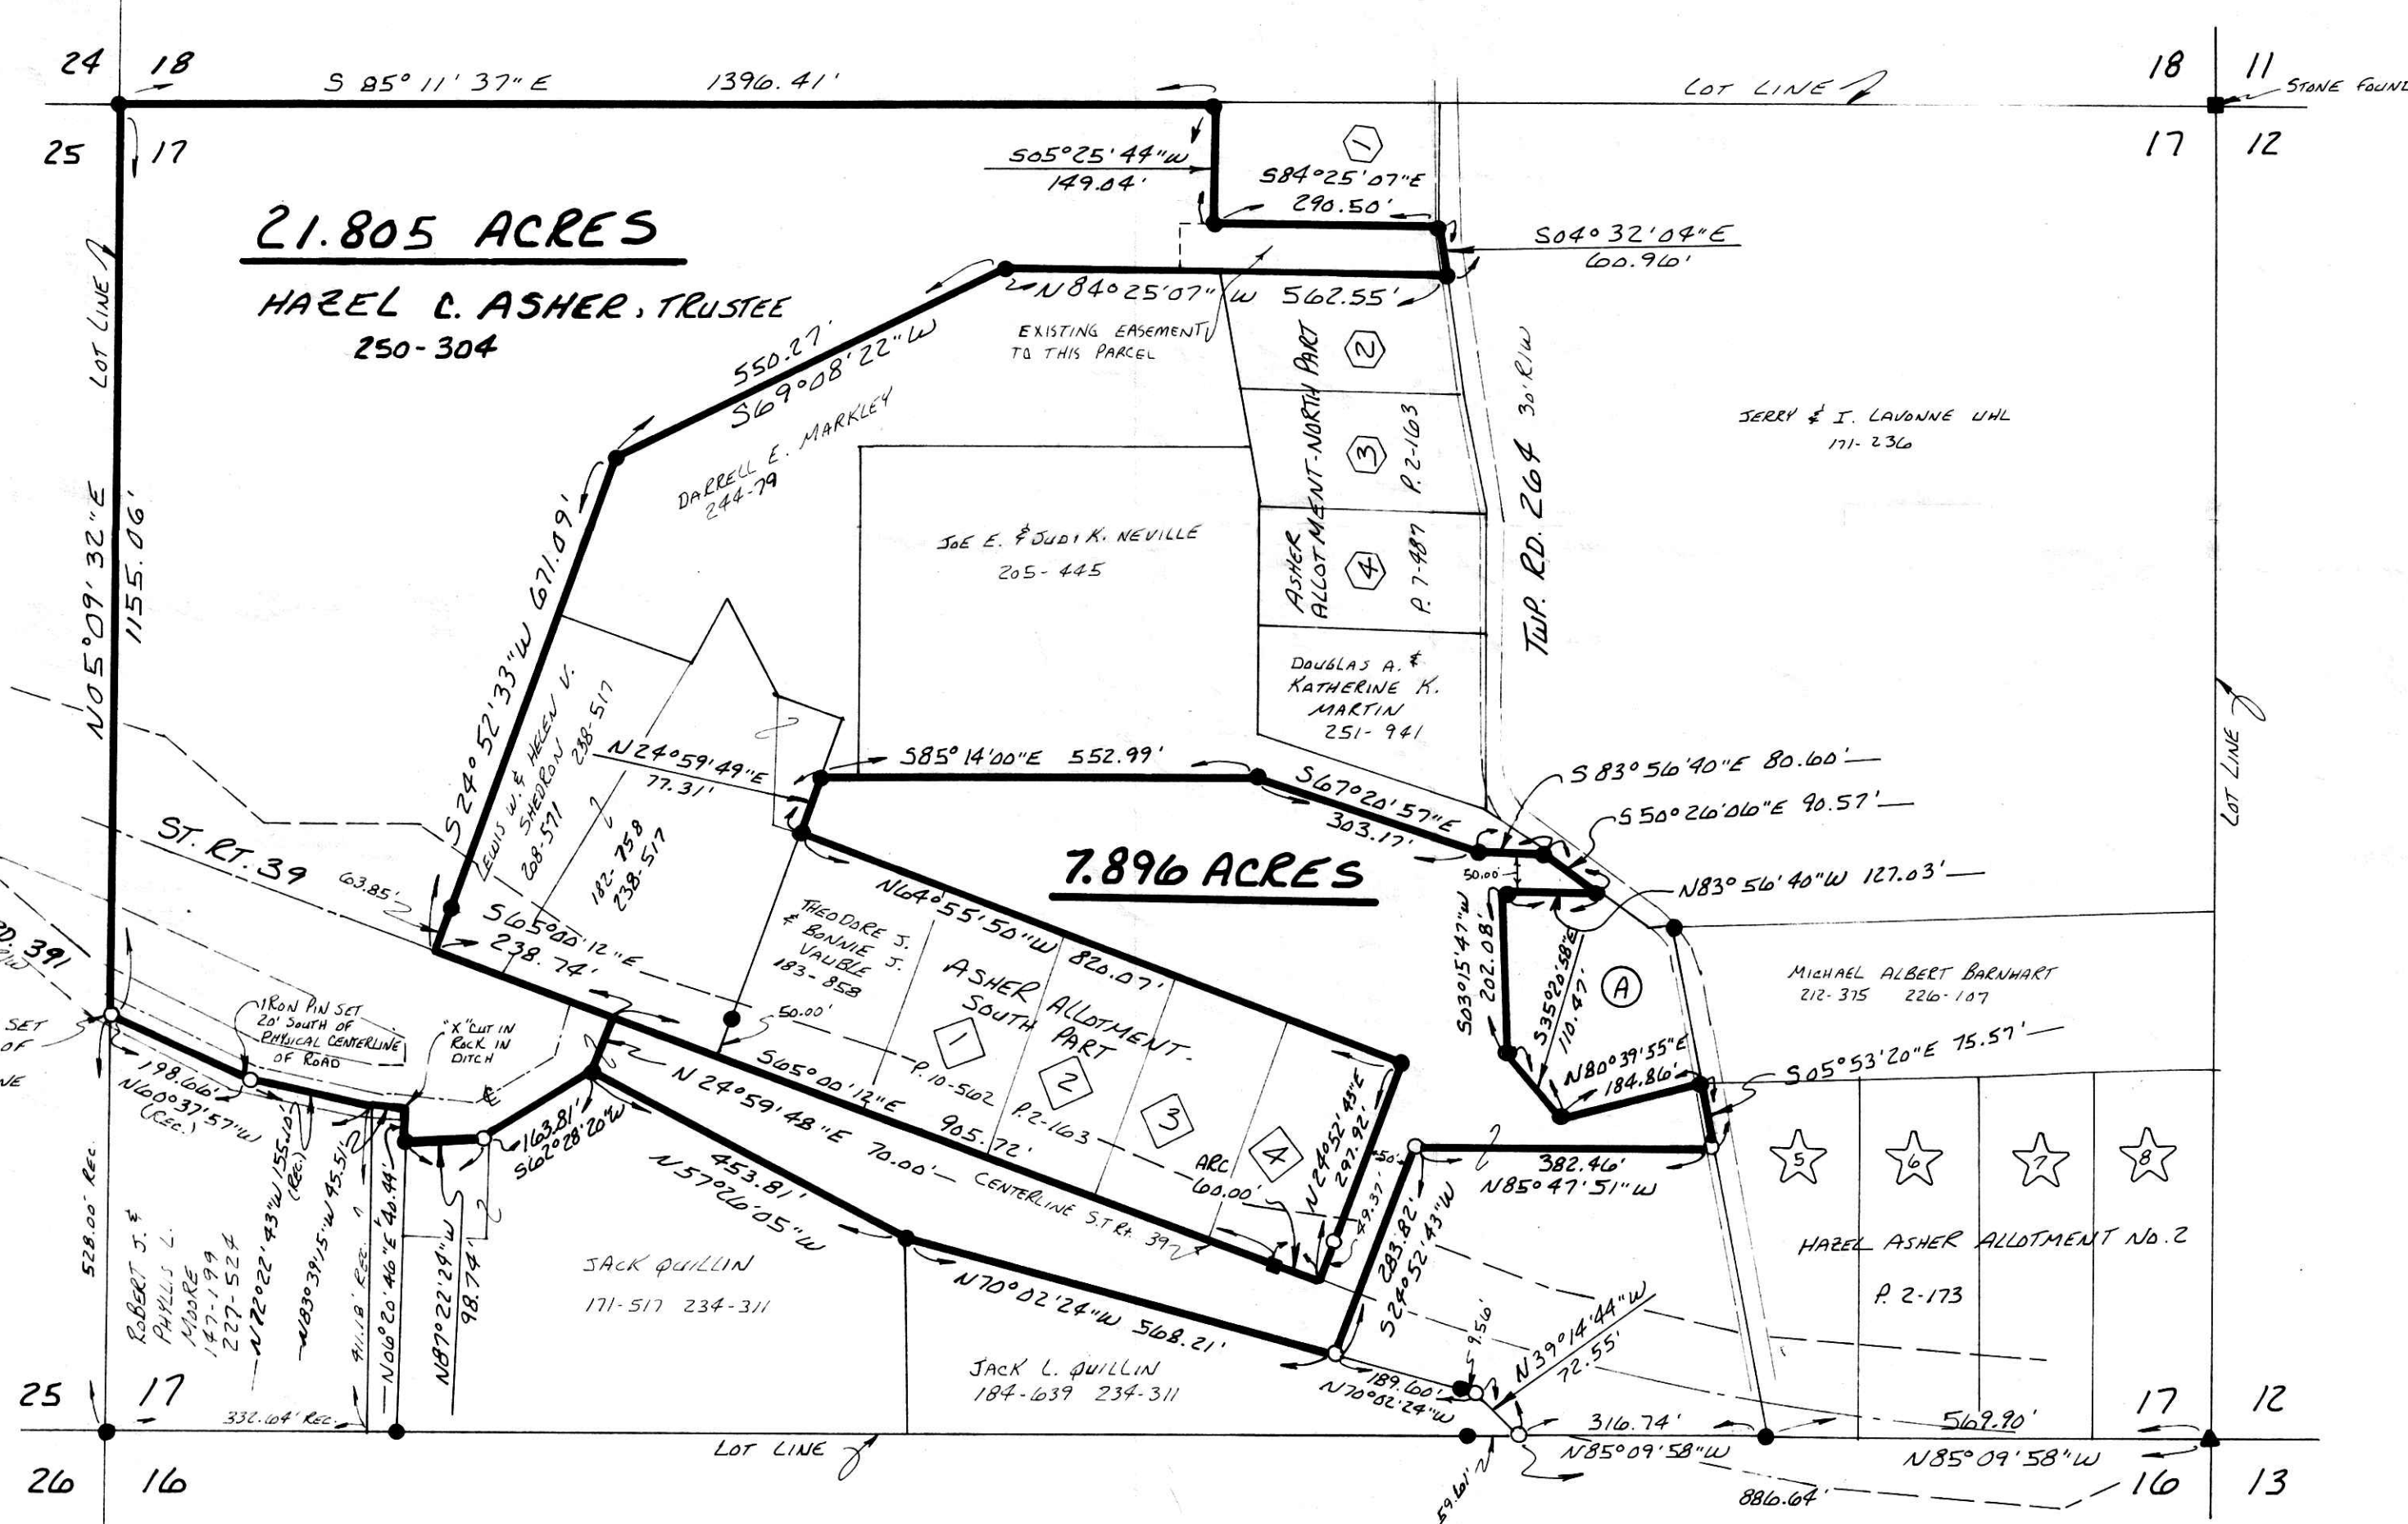 24 18
S 85° 11' 37" E 1396.41'
LOT LINE
18 11
STONE FOUND
25 17
17 12
S05°25'44"W
149.04'
1
S84°25'07"E
290.50'
S04°32'04"E
60.96'
21.805 ACRES
HAZEL C. ASHER, TRUSTEE
250-304
LOT LINE
N84°25'07"W 562.55'
EXISTING EASEMENT
TO THIS PARCEL
550.27'
S69°08'22"W
DARRELL E. MARKLEY
244-79
ASHER
ALLOTMENT-NORTH PART
2
3
P.2-163
4
P.7-487
TWP. RD. 264 30' R/W
JERRY & I. LAVONNE UHL
171-236
N05°09'32"E
1155.06'
S24°52'33"W 671.09'
JOE E. & JUDI K. NEVILLE
205-445
DOUGLAS A. &
KATHERINE K.
MARTIN
251-941
LOT LINE
LEWIS W. & HELEN V.
SHEDRON 238-517
208-571
182-758
238-517
N24°59'49"E
77.31'
S85°14'00"E 552.99'
S67°20'57"E
303.17'
S 83°56'40"E 80.60'
S50°26'06"E 90.57'
N83°56'40"W 127.03'
50.00'
7.896 ACRES
ST. RT. 39
63.85'
S65°00'12"E
238.74'
THEODORE J.
& BONNIE J.
VAUBLE
183-858
N64°55'50"W 820.07'
ASHER ALLOTMENT-
SOUTH PART
S03°15'47"W
202.08'
S35°20'58"E
110.47'
A
MICHAEL ALBERT BARNHART
212-375 226-107
N80°39'55"E
184.86'
S05°53'20"E 75.57'
RD. 391
SET
OF
IRON PIN SET
20' SOUTH OF
PHYSICAL CENTERLINE
OF ROAD
"X" CUT IN
ROCK IN
DITCH
50.00'
1
P.10-562
2
P.2-163
3
4
S65°00'12"E
905.72'
N24°59'48"E 70.00'
CENTERLINE ST.Rt. 39
ARC
60.00'
N24°52'43"E
297.92'
50'
49.37'
382.46'
N85°47'51"W
283.82'
S24°52'43"W
5
6
7
8
HAZEL ASHER ALLOTMENT NO. 2
P. 2-173
198.66'
N60°37'57"W
(REC.)
N72°22'43"W 155.10'
(REC.)
N83°39'15"W 45.51'
411.18' REC.
N06°20'46"E 40.49'
N87°22'29"W
98.74'
163.81'
S62°28'20"W
453.81'
N57°26'05"W
528.00' REC.
ROBERT J. &
PHYLLIS L.
MOORE
147-199
227-524
JACK QUILLIN
171-517 234-311
N70°02'24"W 568.21'
JACK L. QUILLIN
184-639 234-311
9.56'
N39°14'44"W
72.55'
189.60'
N70°02'24"W
25 17
332.64' REC.
LOT LINE
316.74'
N85°09'58"W
569.90'
N85°09'58"W
17 12
26 16
59.61'
886.64'
16 13